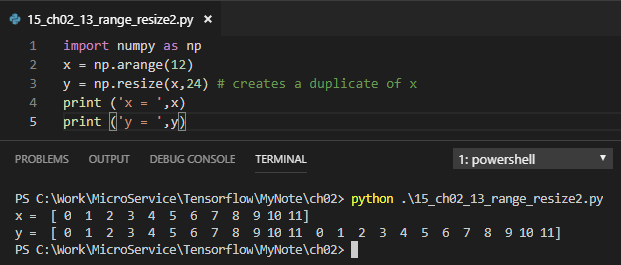 15_ch02_13_range_resize2.py ×
1 import numpy as np
2 x = np.arange(12)
3 y = np.resize(x,24) # creates a duplicate of x
4 print ('x = ',x)
5 print ('y = ',y)
PROBLEMS OUTPUT DEBUG CONSOLE TERMINAL 1: powershell
PS C:\Work\MicroService\Tensorflow\MyNote\ch02> python .\15_ch02_13_range_resize2.py
x =  [ 0  1  2  3  4  5  6  7  8  9 10 11]
y =  [ 0  1  2  3  4  5  6  7  8  9 10 11  0  1  2  3  4  5  6  7  8  9 10 11]
PS C:\Work\MicroService\Tensorflow\MyNote\ch02>